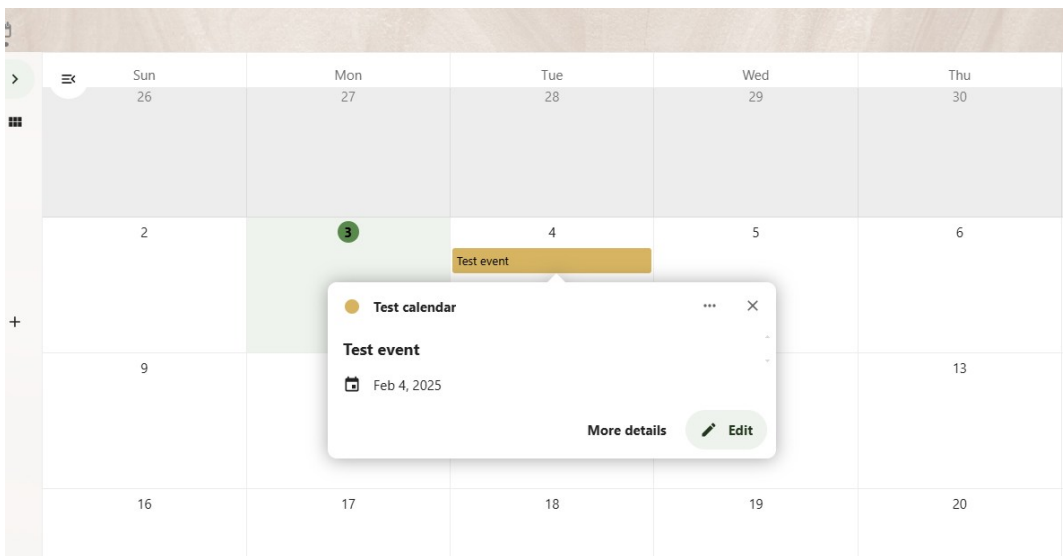 Sun Mon Tue Wed Thu
26 27 28 29 30
2 3 4 5 6
Test event
Test calendar
Test event
Feb 4, 2025
More details Edit
9 13
16 17 18 19 20